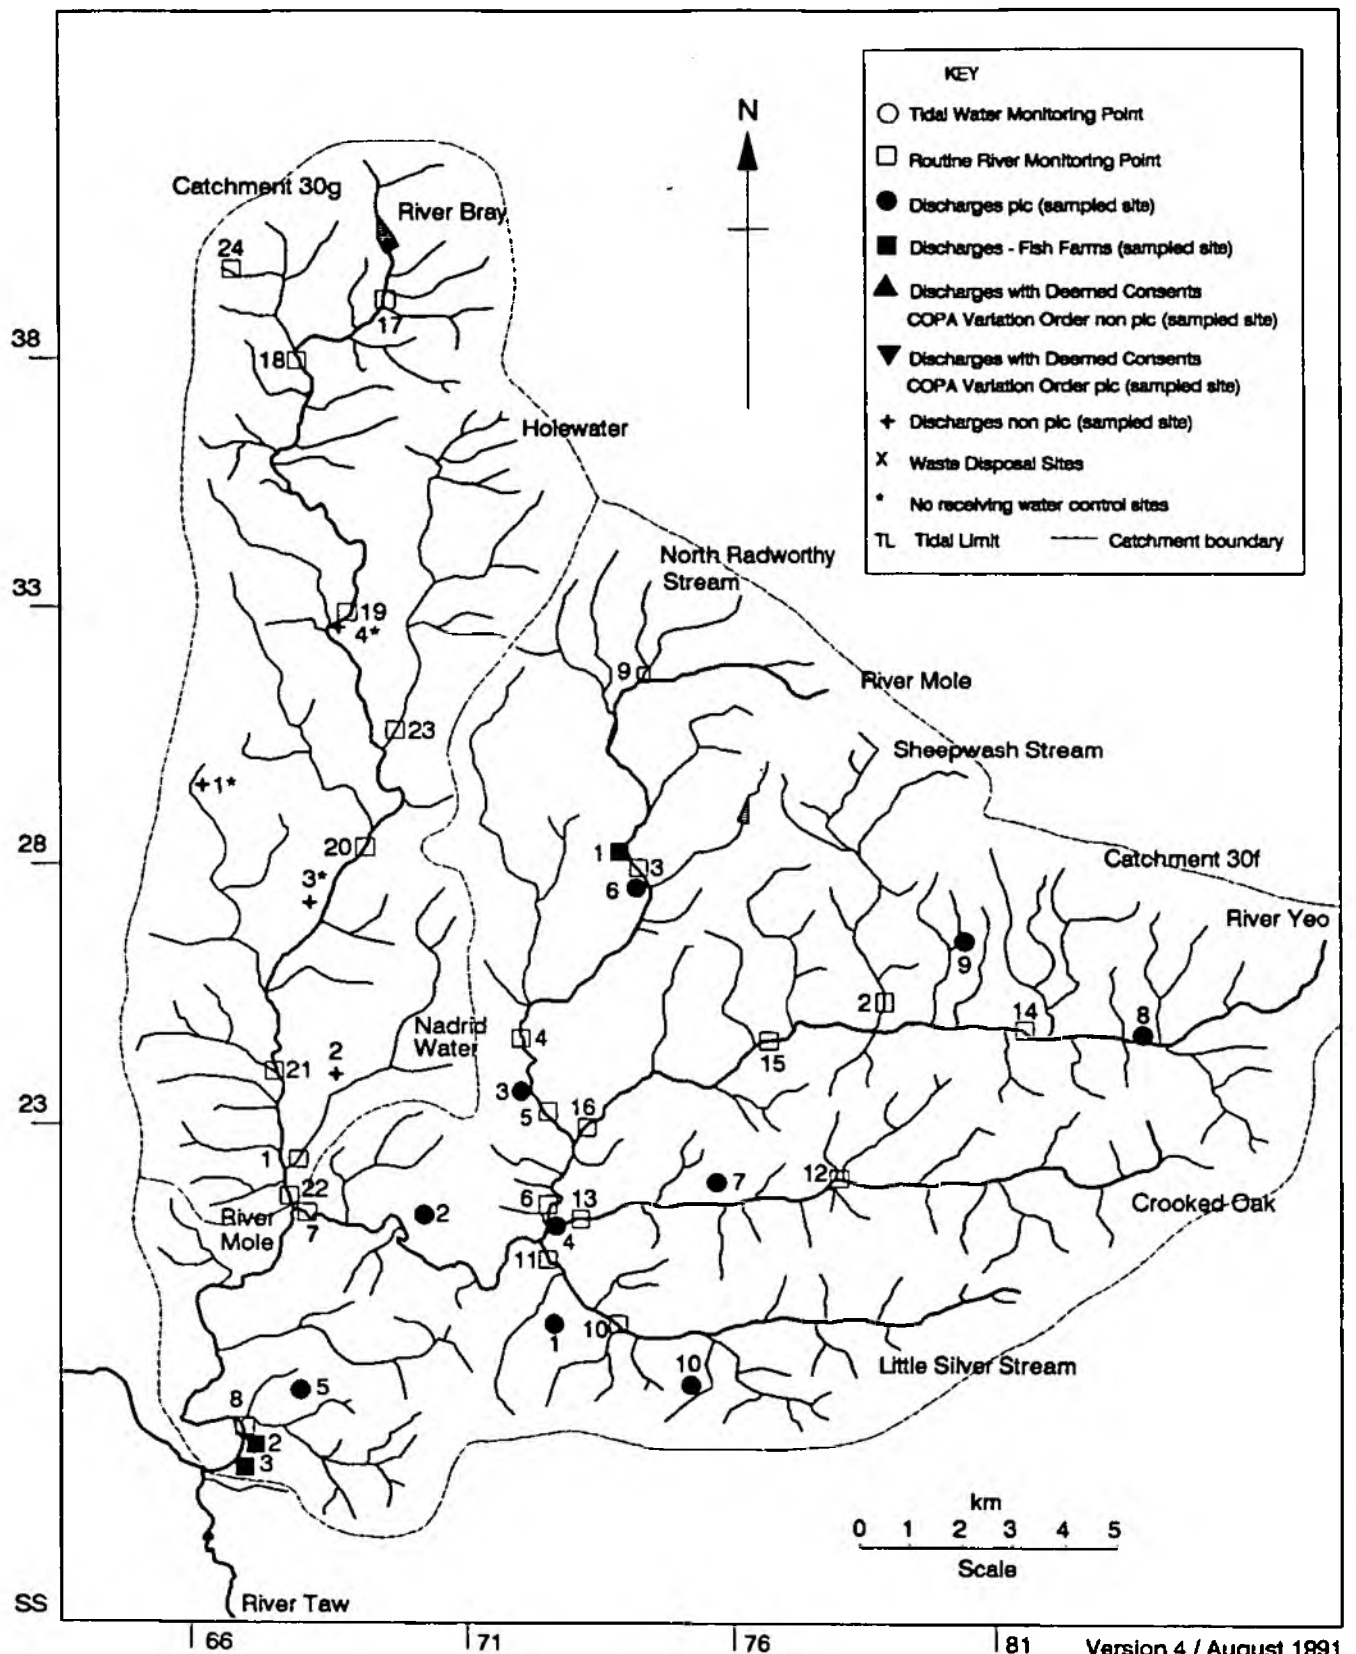 KEY
Tidal Water Monitoring Point
Routine River Monitoring Point
Discharges plc (sampled site)
Discharges - Fish Farms (sampled site)
Discharges with Deemed Consents
COPA Variation Order non plc (sampled site)
Discharges with Deemed Consents
COPA Variation Order plc (sampled site)
+ Discharges non plc (sampled site)
X Waste Disposal Sites
* No receiving water control sites
TL Tidal Limit
Catchment boundary
N
Catchment 30g
River Bray
24
17
38
18
Holewater
North Radworthy
Stream
33
19
4*
9
River Mole
23
Sheepwash Stream
1*
20
28
1
3
6
Catchment 30f
3*
River Yeo
9
2
14
8
Nadrid
Water
4
15
21
2
3
5
16
23
1
12
7
22
6
13
2
Crooked Oak
River
Mole
7
4
11
10
1
10
Little Silver Stream
5
8
2
3
km
0 1 2 3 4 5
Scale
SS
River Taw
66
71
76
81
Version 4 / August 1991